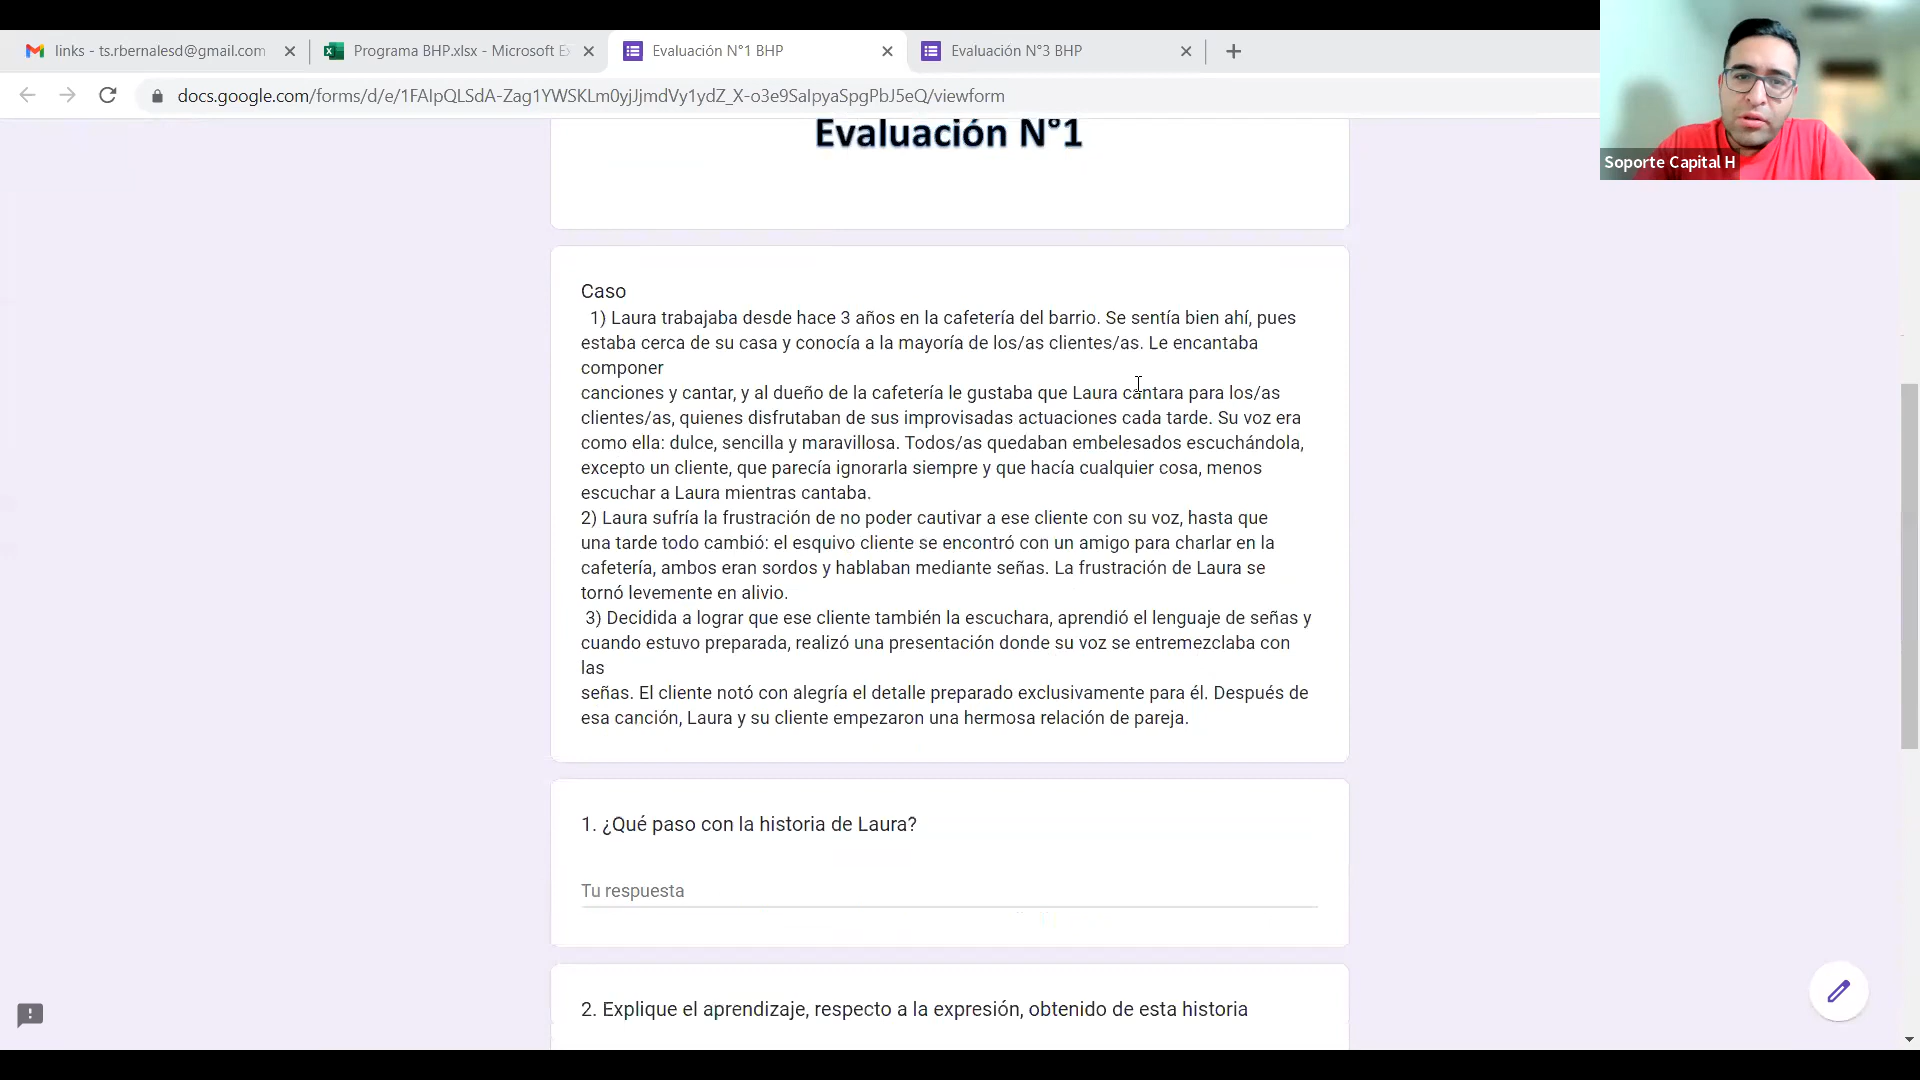 links - ts.rbernalesd@gmail.com
Programa BHP.xlsx - Microsoft Ex
Evaluación N°1 BHP
Evaluación N°3 BHP
docs.google.com/forms/d/e/1FAIpQLSdA-Zag1YWSKLm0yjJjmdVy1ydZ_X-o3e9SaIpyaSpgPbJ5eQ/viewform
Soporte Capital H
Evaluación N°1
Caso
1) Laura trabajaba desde hace 3 años en la cafetería del barrio. Se sentía bien ahí, pues
estaba cerca de su casa y conocía a la mayoría de los/as clientes/as. Le encantaba
componer
canciones y cantar, y al dueño de la cafetería le gustaba que Laura cantara para los/as
clientes/as, quienes disfrutaban de sus improvisadas actuaciones cada tarde. Su voz era
como ella: dulce, sencilla y maravillosa. Todos/as quedaban embelesados escuchándola,
excepto un cliente, que parecía ignorarla siempre y que hacía cualquier cosa, menos
escuchar a Laura mientras cantaba.
2) Laura sufría la frustración de no poder cautivar a ese cliente con su voz, hasta que
una tarde todo cambió: el esquivo cliente se encontró con un amigo para charlar en la
cafetería, ambos eran sordos y hablaban mediante señas. La frustración de Laura se
tornó levemente en alivio.
3) Decidida a lograr que ese cliente también la escuchara, aprendió el lenguaje de señas y
cuando estuvo preparada, realizó una presentación donde su voz se entremezclaba con
las
señas. El cliente notó con alegría el detalle preparado exclusivamente para él. Después de
esa canción, Laura y su cliente empezaron una hermosa relación de pareja.
1. ¿Qué paso con la historia de Laura?
Tu respuesta
2. Explique el aprendizaje, respecto a la expresión, obtenido de esta historia